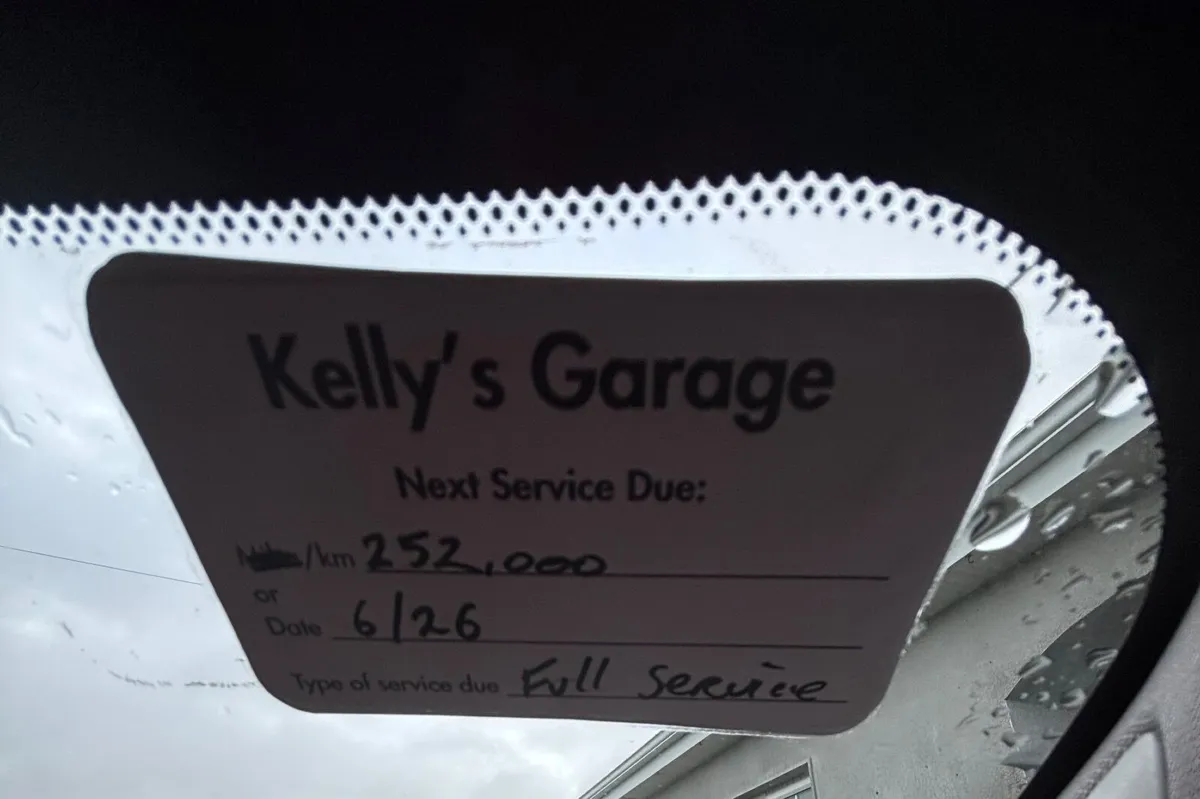 Kelly's Garage
Next Service Due:
/km 252,000
or
Date 6/26
Type of service due Full Service